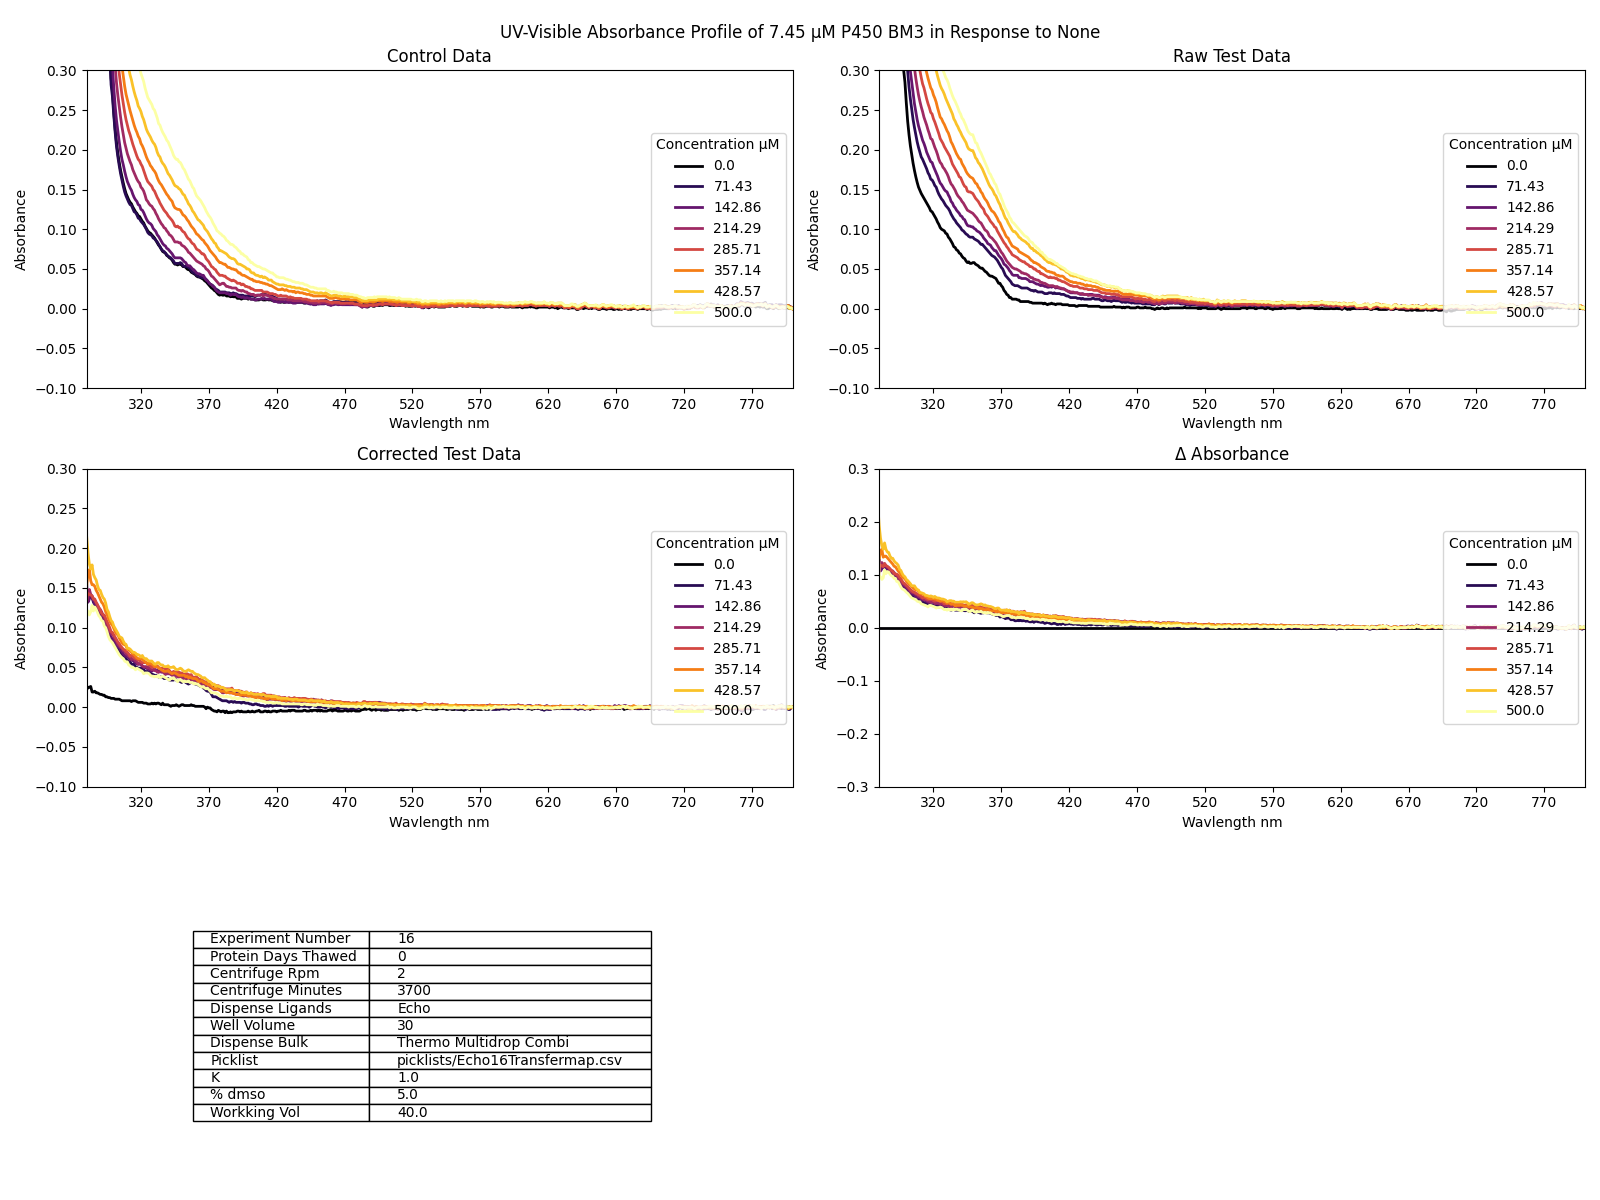 UV-Visible Absorbance Profile of 7.45 µM P450 BM3 in Response to None
Control Data
Absorbance
0.30
0.25
0.20
0.15
0.10
0.05
0.00
−0.05
−0.10
320 370 420 470 520 570 620 670 720 770
Wavlength nm
Concentration µM
0.0
71.43
142.86
214.29
285.71
357.14
428.57
500.0
Raw Test Data
Absorbance
0.30
0.25
0.20
0.15
0.10
0.05
0.00
−0.05
−0.10
320 370 420 470 520 570 620 670 720 770
Wavlength nm
Concentration µM
0.0
71.43
142.86
214.29
285.71
357.14
428.57
500.0
Corrected Test Data
Absorbance
0.30
0.25
0.20
0.15
0.10
0.05
0.00
−0.05
−0.10
320 370 420 470 520 570 620 670 720 770
Wavlength nm
Concentration µM
0.0
71.43
142.86
214.29
285.71
357.14
428.57
500.0
Δ Absorbance
Absorbance
0.3
0.2
0.1
0.0
−0.1
−0.2
−0.3
320 370 420 470 520 570 620 670 720 770
Wavlength nm
Concentration µM
0.0
71.43
142.86
214.29
285.71
357.14
428.57
500.0
Experiment Number 16
Protein Days Thawed 0
Centrifuge Rpm 2
Centrifuge Minutes 3700
Dispense Ligands Echo
Well Volume 30
Dispense Bulk Thermo Multidrop Combi
Picklist picklists/Echo16Transfermap.csv
K 1.0
% dmso 5.0
Workking Vol 40.0